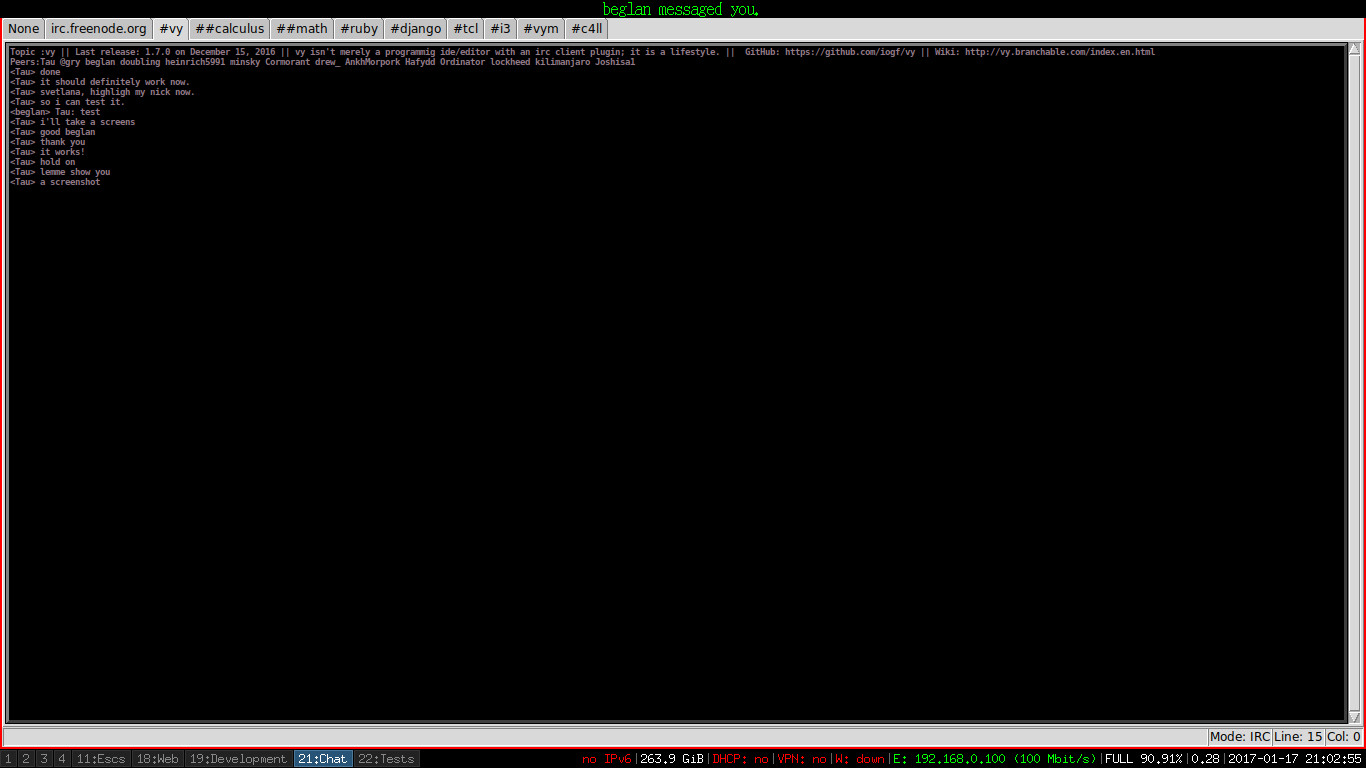 beglan messaged you.
None irc.freenode.org #vy ##calculus ##math #ruby #django #tcl #i3 #vym #c4ll
Topic :vy || Last release: 1.7.0 on December 15, 2016 || vy isn't merely a programmig ide/editor with an irc client plugin; it is a lifestyle. ||  GitHub: https://github.com/iogf/vy || Wiki: http://vy.branchable.com/index.en.html
Peers:Tau @gry beglan doubling heinrich5991 minsky Cormorant drew_ AnkhMorpork Hafydd Ordinator lockheed kilimanjaro Joshisa1
<Tau> done
<Tau> it should definitely work now.
<Tau> svetlana, highligh my nick now.
<Tau> so i can test it.
<beglan> Tau: test
<Tau> i'll take a screens
<Tau> good beglan
<Tau> thank you
<Tau> it works!
<Tau> hold on
<Tau> lemme show you
<Tau> a screenshot
Mode: IRC Line: 15 Col: 0
1 2 3 4 11:Escs 18:Web 19:Development 21:Chat 22:Tests no IPv6|263.9 GiB|DHCP: no|VPN: no|W: down|E: 192.168.0.100 (100 Mbit/s)|FULL 90.91%|0.28|2017-01-17 21:02:55